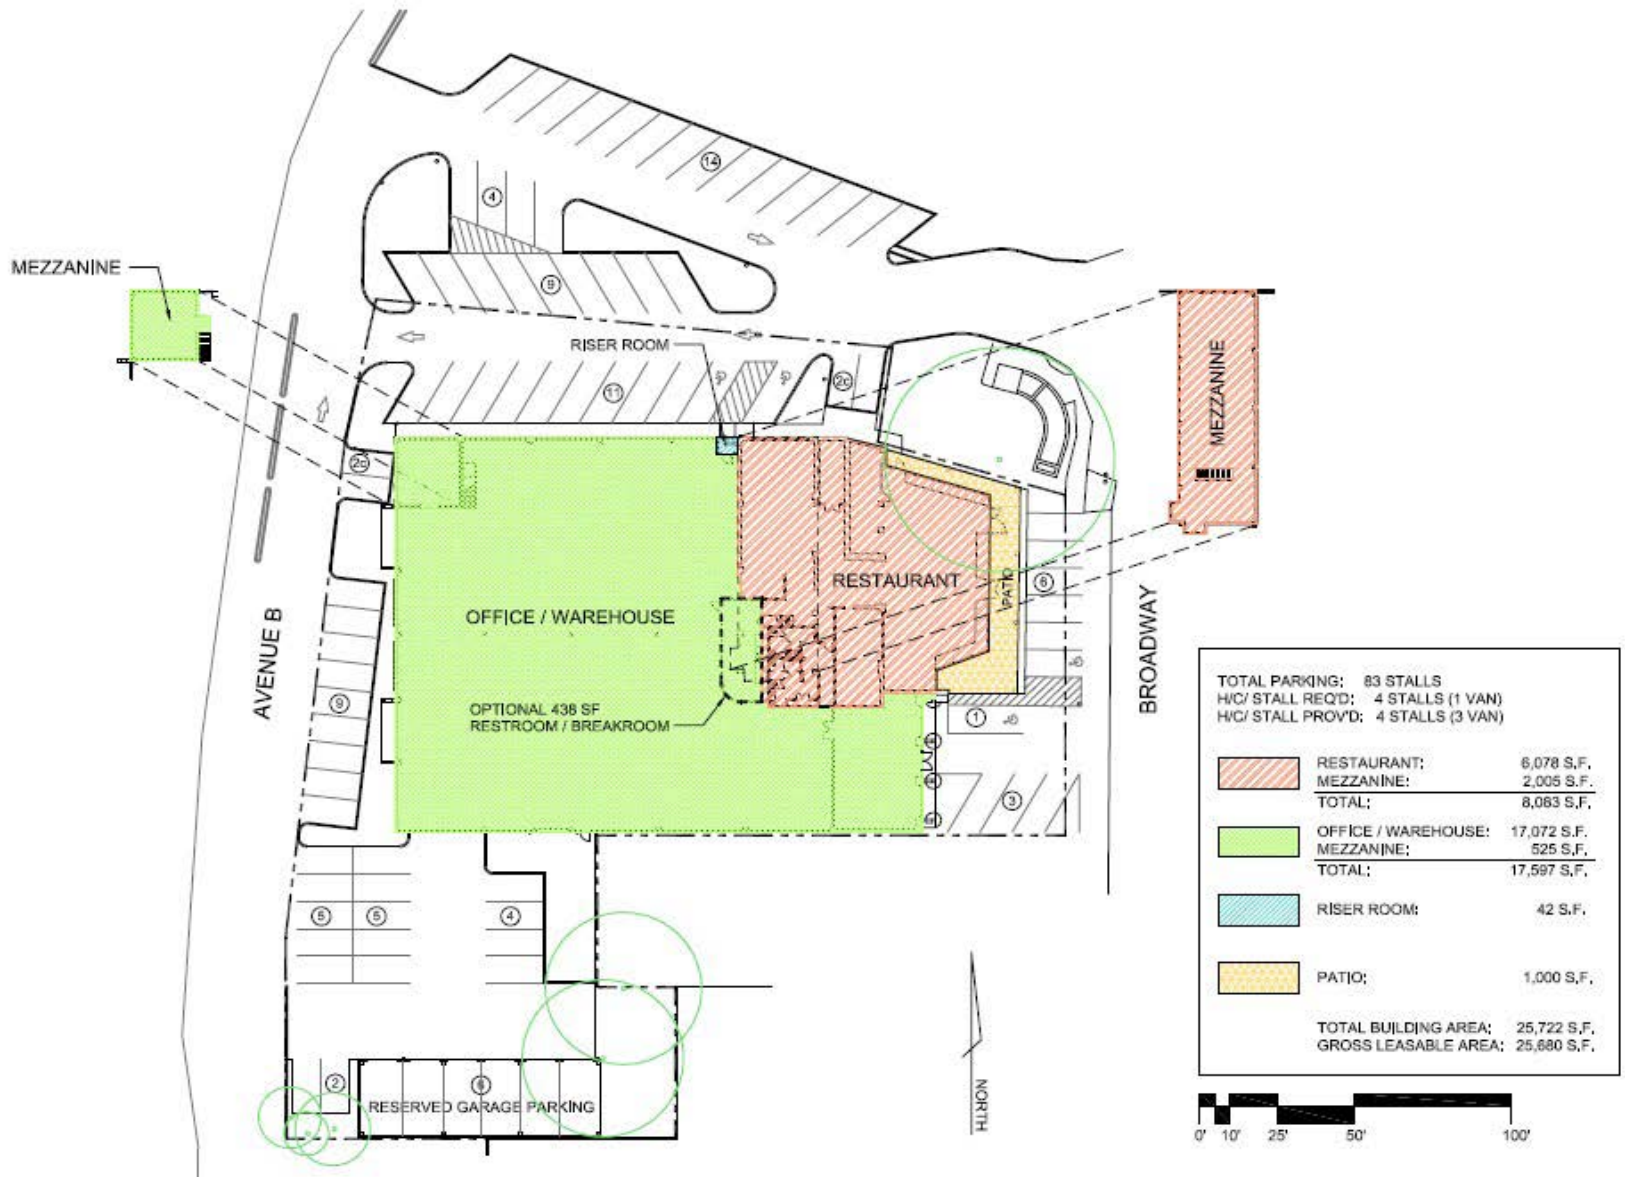 14
4
MEZZANINE
9
RISER ROOM
11
2c
2c
MEZZANINE
RESTAURANT
PATIO
6
OFFICE / WAREHOUSE
AVENUE B
BROADWAY
9
OPTIONAL 438 SF
RESTROOM / BREAKROOM
1
3
5
5
4
2
6
RESERVED GARAGE PARKING
NORTH
TOTAL PARKING: 83 STALLS
H/C/ STALL REQ'D: 4 STALLS (1 VAN)
H/C/ STALL PROV'D: 4 STALLS (3 VAN)
RESTAURANT: 6,078 S.F.
MEZZANINE: 2,005 S.F.
TOTAL: 8,083 S.F.
OFFICE / WAREHOUSE: 17,072 S.F.
MEZZANINE: 525 S.F.
TOTAL: 17,597 S.F.
RISER ROOM: 42 S.F.
PATIO: 1,000 S.F.
TOTAL BUILDING AREA: 25,722 S.F.
GROSS LEASABLE AREA: 25,680 S.F.
0' 10' 25' 50' 100'